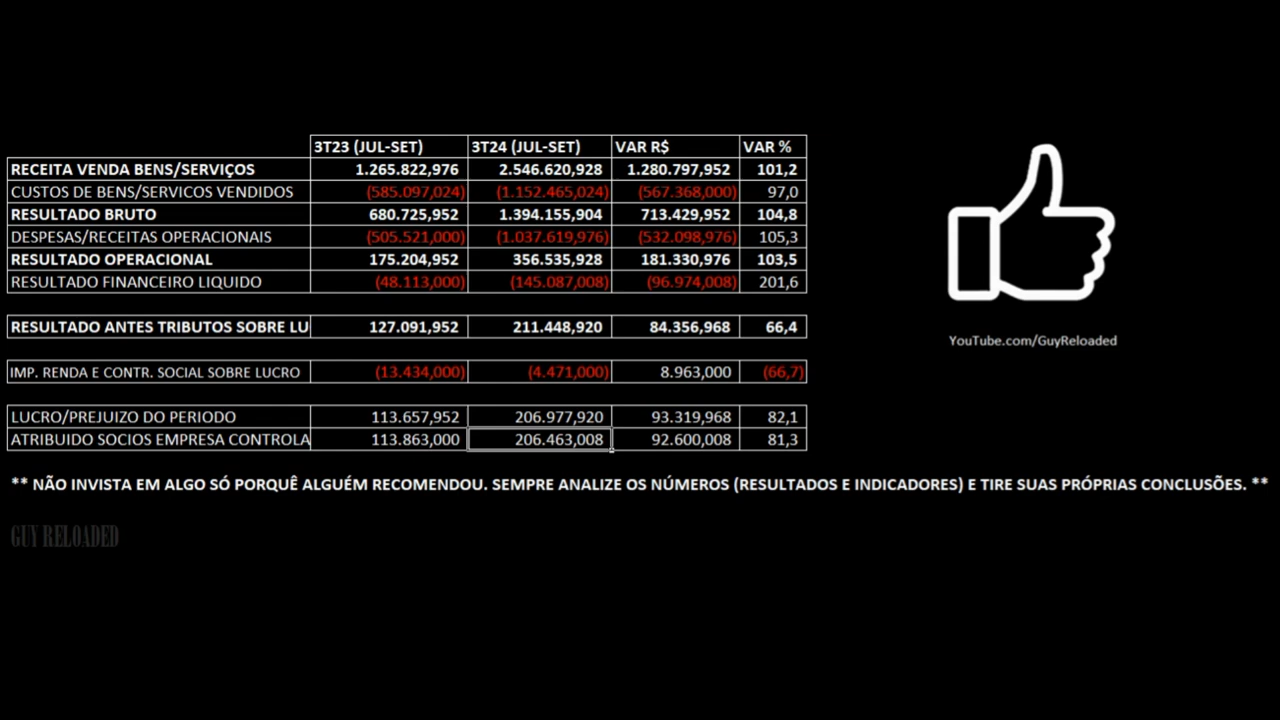 3T23 (JUL-SET) 3T24 (JUL-SET) VAR R$ VAR %
RECEITA VENDA BENS/SERVIÇOS 1.265.822,976 2.546.620,928 1.280.797,952 101,2
CUSTOS DE BENS/SERVICOS VENDIDOS (585.097,024) (1.152.465,024) (567.368,000) 97,0
RESULTADO BRUTO 680.725,952 1.394.155,904 713.429,952 104,8
DESPESAS/RECEITAS OPERACIONAIS (505.521,000) (1.037.619,976) (532.098,976) 105,3
RESULTADO OPERACIONAL 175.204,952 356.535,928 181.330,976 103,5
RESULTADO FINANCEIRO LIQUIDO (48.113,000) (145.087,008) (96.974,008) 201,6
RESULTADO ANTES TRIBUTOS SOBRE LU 127.091,952 211.448,920 84.356,968 66,4
YouTube.com/GuyReloaded
IMP. RENDA E CONTR. SOCIAL SOBRE LUCRO (13.434,000) (4.471,000) 8.963,000 (66,7)
LUCRO/PREJUIZO DO PERIODO 113.657,952 206.977,920 93.319,968 82,1
ATRIBUIDO SOCIOS EMPRESA CONTROLA 113.863,000 206.463,008 92.600,008 81,3
** NÃO INVISTA EM ALGO SÓ PORQUÊ ALGUÉM RECOMENDOU. SEMPRE ANALIZE OS NÚMEROS (RESULTADOS E INDICADORES) E TIRE SUAS PRÓPRIAS CONCLUSÕES. **
GUY RELOADED